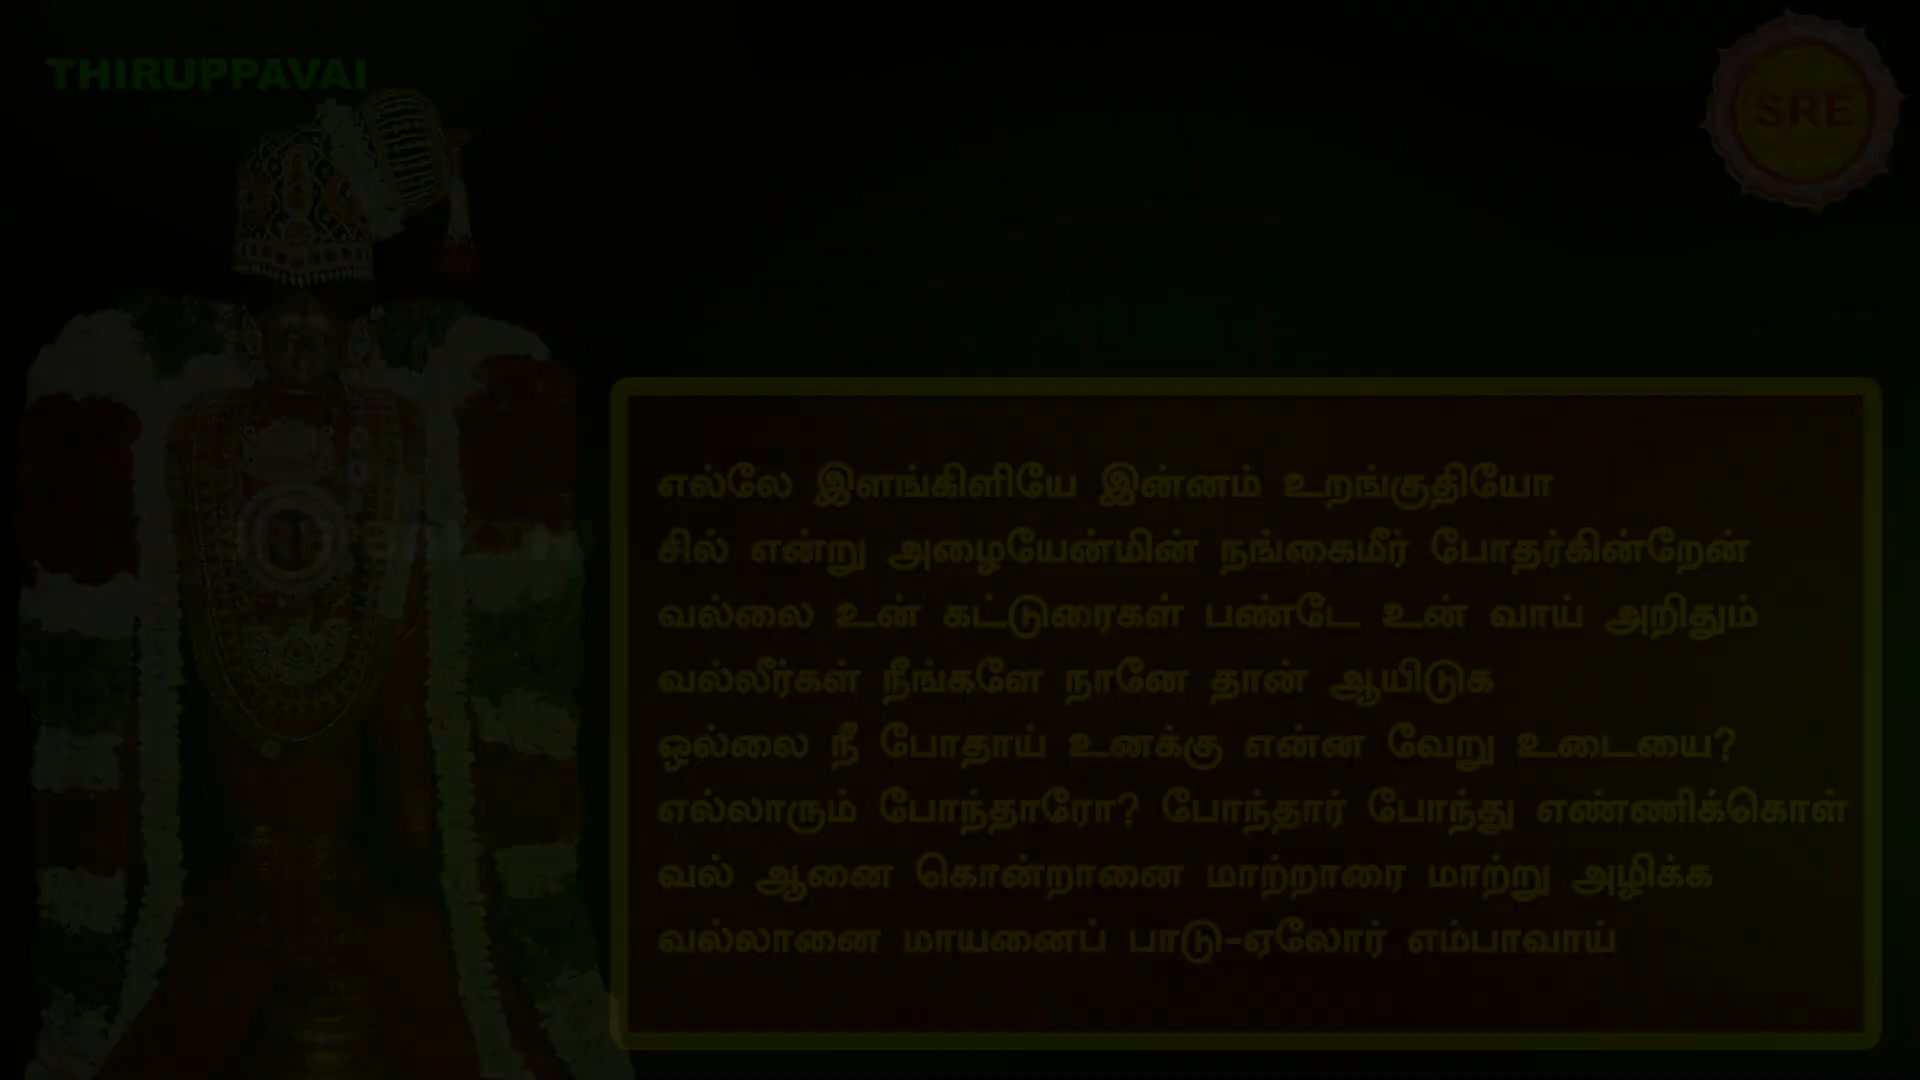 THIRUPPAVAI
SRE
எல்லே இளங்கிளியே இன்னம் உறங்குதியோ
சில் என்று அழையேன்மின் நங்கைமீர் போதர்கின்றேன்
வல்லை உன் கட்டுரைகள் பண்டே உன் வாய் அறிதும்
வல்லீர்கள் நீங்களே நானே தான் ஆயிடுக
ஒல்லை நீ போதாய் உனக்கு என்ன வேறு உடையை?
எல்லாரும் போந்தாரோ? போந்தார் போந்து எண்ணிக்கொள்
வல் ஆனை கொன்றானை மாற்றாரை மாற்று அழிக்க
வல்லானை மாயனைப் பாடு-ஏலோர் எம்பாவாய்